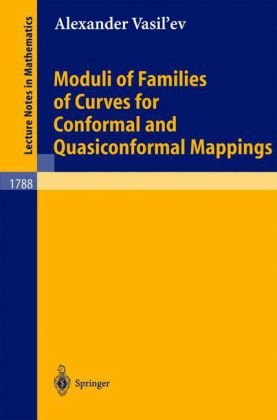 Alexander Vasil'ev
Lecture Notes in Mathematics
1788
Moduli of Families
of Curves for
Conformal and
Quasiconformal Mappings
Springer